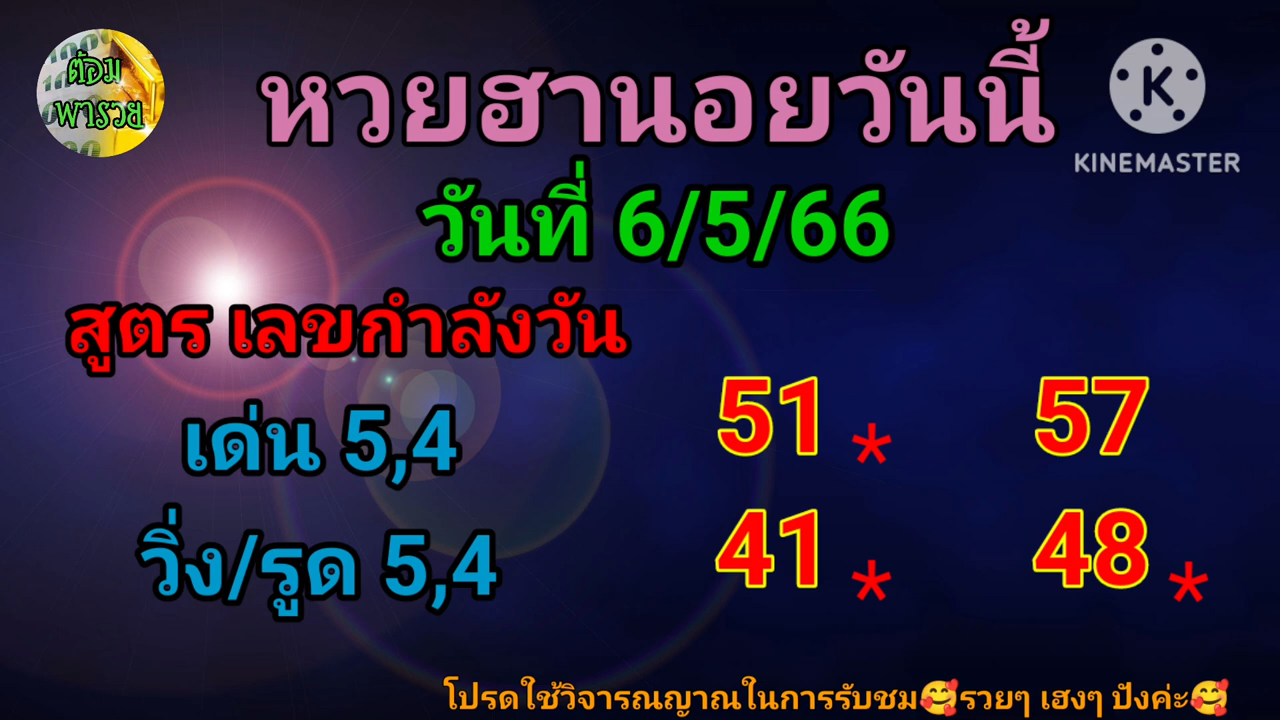 ต้อม
พารวย
หวยฮานอยวันนี้
KINEMASTER
วันที่ 6/5/66
สูตร เลขกำลังวัน
เด่น 5,4
51 * 57
วิ่ง/รูด 5,4
41 * 48 *
โปรดใช้วิจารณญาณในการรับชม🥰รวยๆ เฮงๆ ปังค่ะ🥰